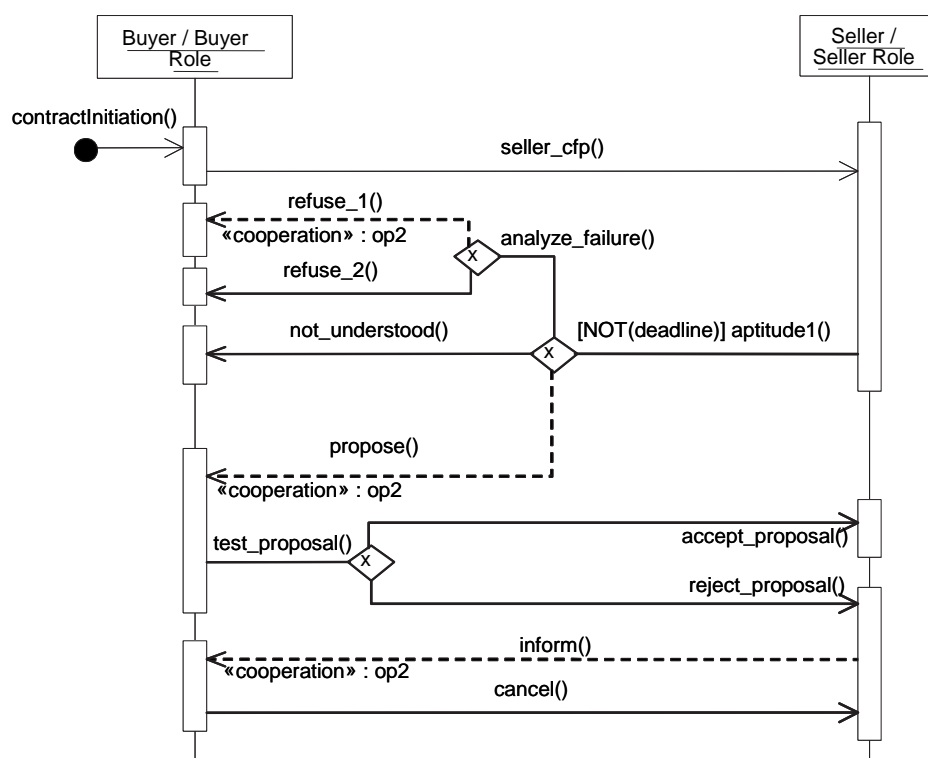 Buyer / Buyer
Role
Seller /
Seller Role
contractInitiation()
seller_cfp()
refuse_1()
«cooperation» : op2
x
analyze_failure()
refuse_2()
not_understood()
x
[NOT(deadline)] aptitude1()
propose()
«cooperation» : op2
test_proposal()
x
accept_proposal()
reject_proposal()
inform()
«cooperation» : op2
cancel()